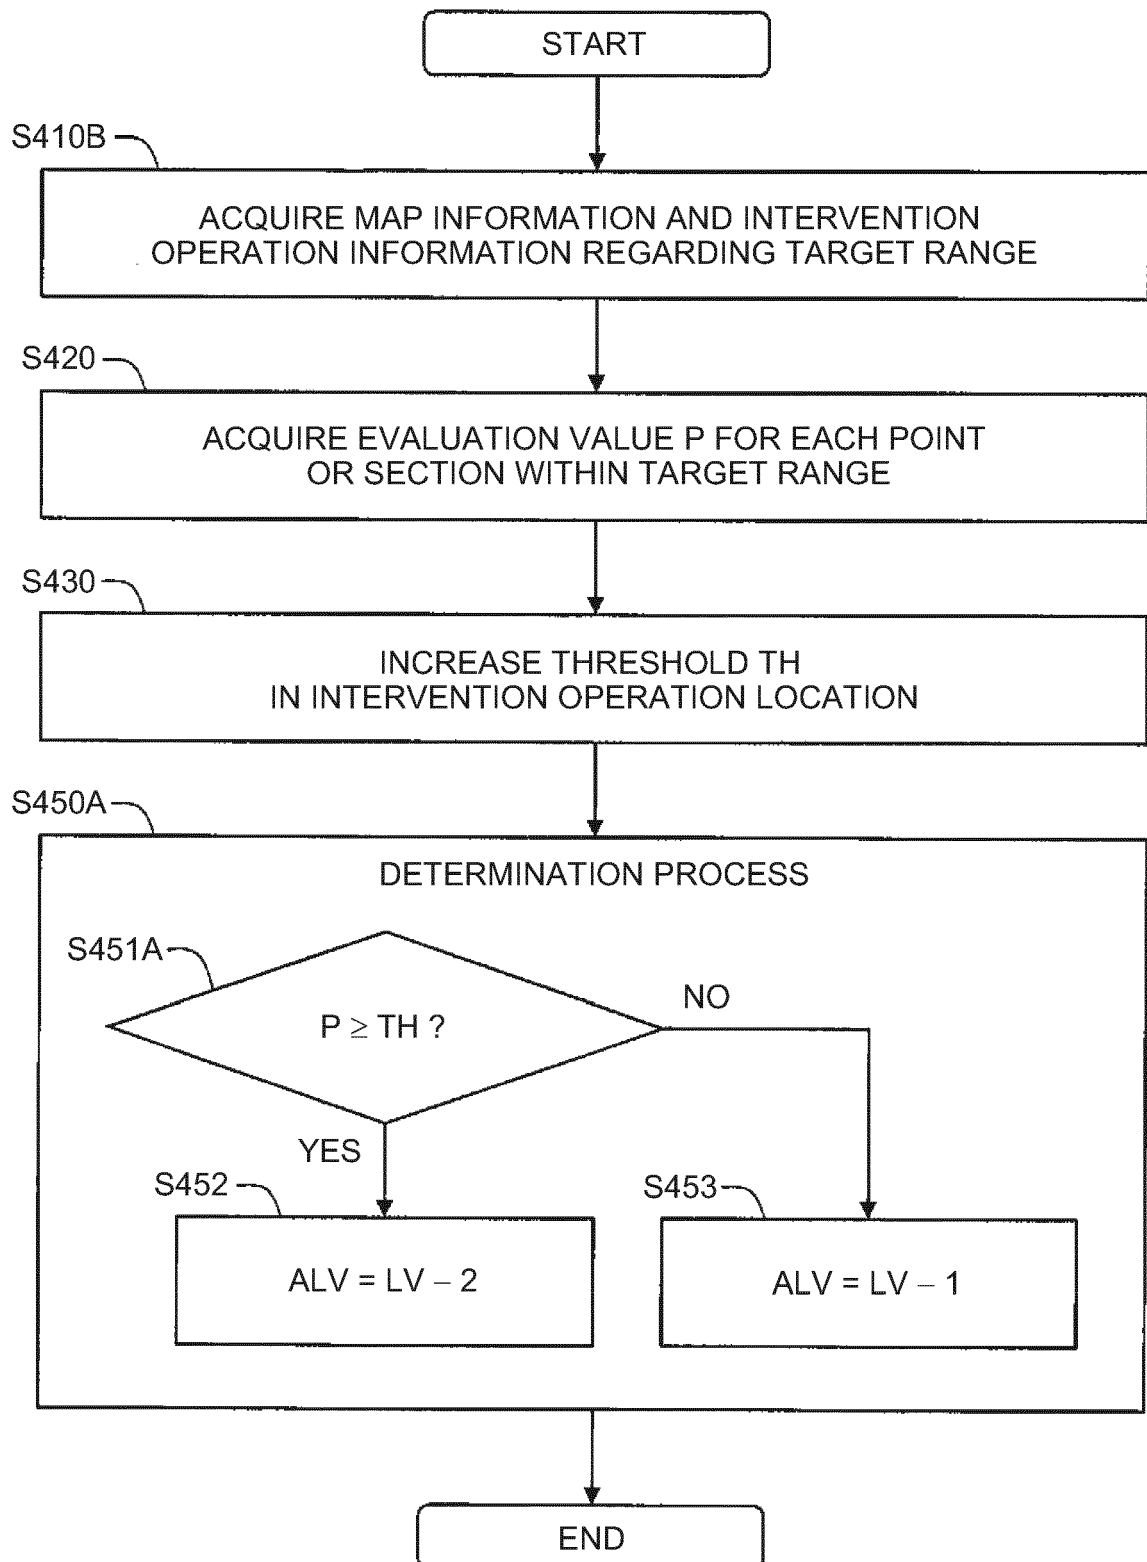 START
S410B
ACQUIRE MAP INFORMATION AND INTERVENTION
OPERATION INFORMATION REGARDING TARGET RANGE
S420
ACQUIRE EVALUATION VALUE P FOR EACH POINT
OR SECTION WITHIN TARGET RANGE
S430
INCREASE THRESHOLD TH
IN INTERVENTION OPERATION LOCATION
S450A
DETERMINATION PROCESS
S451A
P ≥ TH ?
NO
YES
S452
ALV = LV – 2
S453
ALV = LV – 1
END